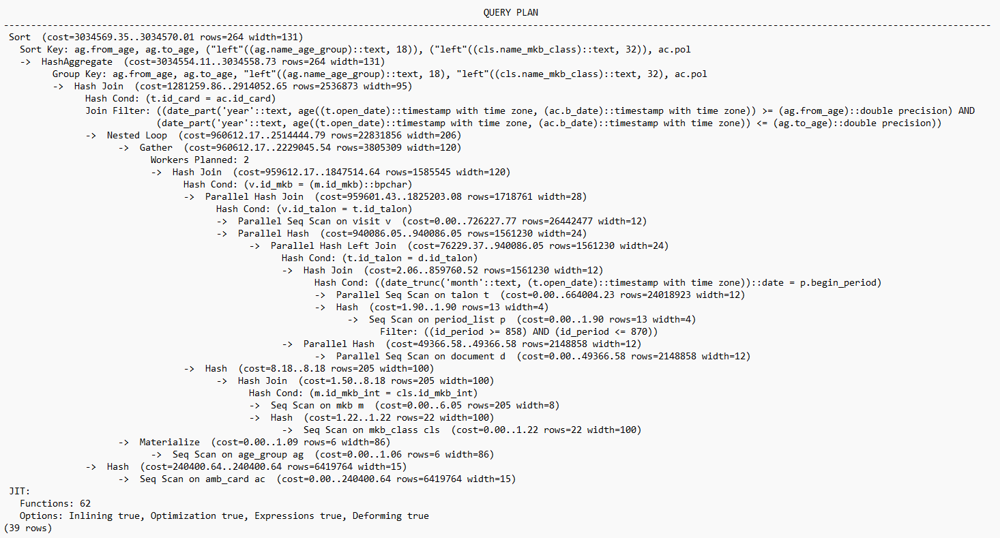 QUERY PLAN
-----------------------------------------------------------------------------------------------------------------------------------------------------------------------------------
Sort  (cost=3034569.35..3034570.01 rows=264 width=131)
  Sort Key: ag.from_age, ag.to_age, ("left"((ag.name_age_group)::text, 18)), ("left"((cls.name_mkb_class)::text, 32)), ac.pol
  ->  HashAggregate  (cost=3034554.11..3034558.73 rows=264 width=131)
        Group Key: ag.from_age, ag.to_age, "left"((ag.name_age_group)::text, 18), "left"((cls.name_mkb_class)::text, 32), ac.pol
        ->  Hash Join  (cost=1281259.86..2914052.65 rows=2536873 width=95)
              Hash Cond: (t.id_card = ac.id_card)
              Join Filter: ((date_part('year'::text, age((t.open_date)::timestamp with time zone, (ac.b_date)::timestamp with time zone)) >= (ag.from_age)::double precision) AND
                           (date_part('year'::text, age((t.open_date)::timestamp with time zone, (ac.b_date)::timestamp with time zone)) <= (ag.to_age)::double precision))
              ->  Nested Loop  (cost=960612.17..2514444.79 rows=22831856 width=206)
                    ->  Gather  (cost=960612.17..2229045.54 rows=3805309 width=120)
                          Workers Planned: 2
                          ->  Hash Join  (cost=959612.17..1847514.64 rows=1585545 width=120)
                                Hash Cond: (v.id_mkb = (m.id_mkb)::bpchar)
                                ->  Parallel Hash Join  (cost=959601.43..1825203.08 rows=1718761 width=28)
                                      Hash Cond: (v.id_talon = t.id_talon)
                                      ->  Parallel Seq Scan on visit v  (cost=0.00..726227.77 rows=26442477 width=12)
                                      ->  Parallel Hash  (cost=940086.05..940086.05 rows=1561230 width=24)
                                            ->  Parallel Hash Left Join  (cost=76229.37..940086.05 rows=1561230 width=24)
                                                  Hash Cond: (t.id_talon = d.id_talon)
                                                  ->  Hash Join  (cost=2.06..859760.52 rows=1561230 width=12)
                                                        Hash Cond: ((date_trunc('month'::text, (t.open_date)::timestamp with time zone))::date = p.begin_period)
                                                        ->  Parallel Seq Scan on talon t  (cost=0.00..664004.23 rows=24018923 width=12)
                                                        ->  Hash  (cost=1.90..1.90 rows=13 width=4)
                                                              ->  Seq Scan on period_list p  (cost=0.00..1.90 rows=13 width=4)
                                                                    Filter: ((id_period >= 858) AND (id_period <= 870))
                                                  ->  Parallel Hash  (cost=49366.58..49366.58 rows=2148858 width=12)
                                                        ->  Parallel Seq Scan on document d  (cost=0.00..49366.58 rows=2148858 width=12)
                                ->  Hash  (cost=8.18..8.18 rows=205 width=100)
                                      ->  Hash Join  (cost=1.50..8.18 rows=205 width=100)
                                            Hash Cond: (m.id_mkb_int = cls.id_mkb_int)
                                            ->  Seq Scan on mkb m  (cost=0.00..6.05 rows=205 width=8)
                                            ->  Hash  (cost=1.22..1.22 rows=22 width=100)
                                                  ->  Seq Scan on mkb_class cls  (cost=0.00..1.22 rows=22 width=100)
                    ->  Materialize  (cost=0.00..1.09 rows=6 width=86)
                          ->  Seq Scan on age_group ag  (cost=0.00..1.06 rows=6 width=86)
              ->  Hash  (cost=240400.64..240400.64 rows=6419764 width=15)
                    ->  Seq Scan on amb_card ac  (cost=0.00..240400.64 rows=6419764 width=15)
JIT:
  Functions: 62
  Options: Inlining true, Optimization true, Expressions true, Deforming true
(39 rows)